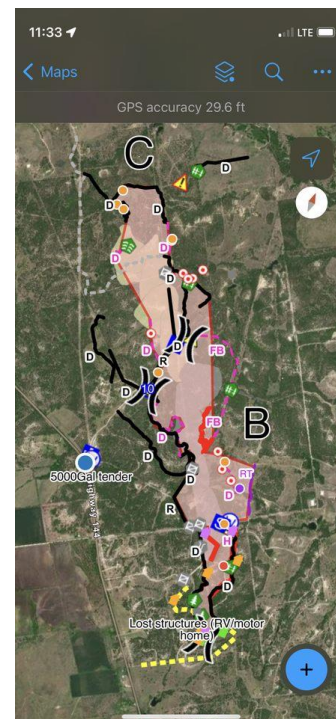 11:33
LTE
Maps
GPS accuracy 29.6 ft
C
D
D
D
D
D
D
D
R
D
FB
10
D
D
D
FB
B
D
RT
D
5000Gal tender
D
R
H
D
D
Lost structures (RV/motor
home)
+